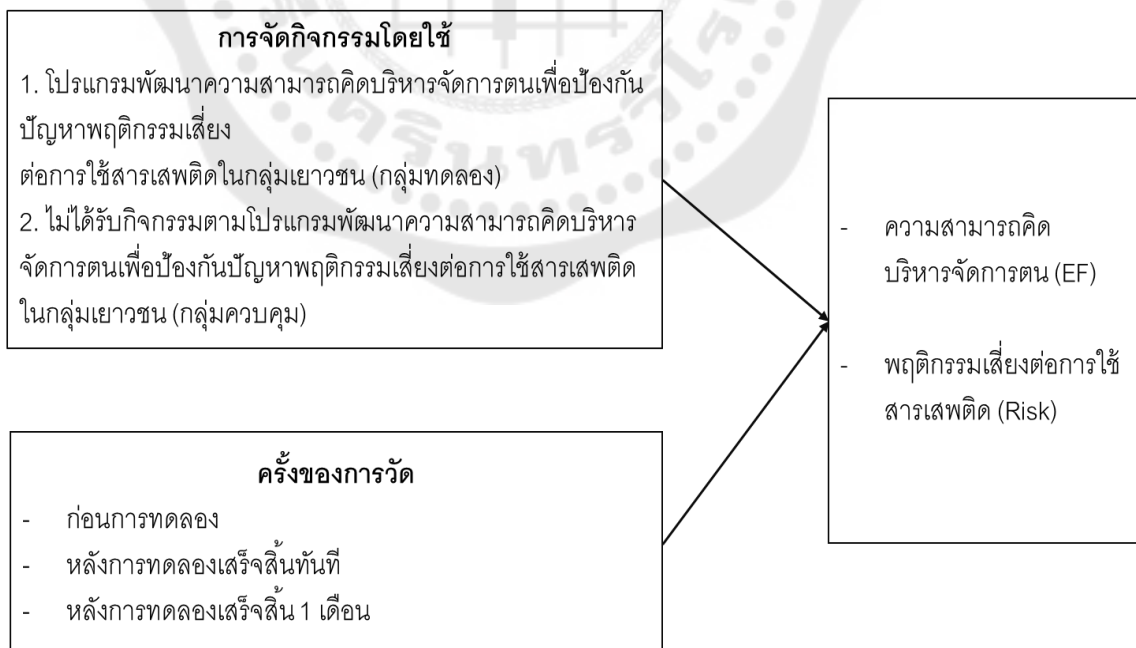 การจัดกิจกรรมโดยใช้
1. โปรแกรมพัฒนาความสามารถคิดบริหารจัดการตนเพื่อป้องกัน
ปัญหาพฤติกรรมเสี่ยง
ต่อการใช้สารเสพติดในกลุ่มเยาวชน (กลุ่มทดลอง)
2. ไม่ได้รับกิจกรรมตามโปรแกรมพัฒนาความสามารถคิดบริหาร
จัดการตนเพื่อป้องกันปัญหาพฤติกรรมเสี่ยงต่อการใช้สารเสพติด
ในกลุ่มเยาวชน (กลุ่มควบคุม)
ครั้งของการวัด
- ก่อนการทดลอง
- หลังการทดลองเสร็จสิ้นทันที
- หลังการทดลองเสร็จสิ้น 1 เดือน
- ความสามารถคิด
บริหารจัดการตน (EF)
- พฤติกรรมเสี่ยงต่อการใช้
สารเสพติด (Risk)